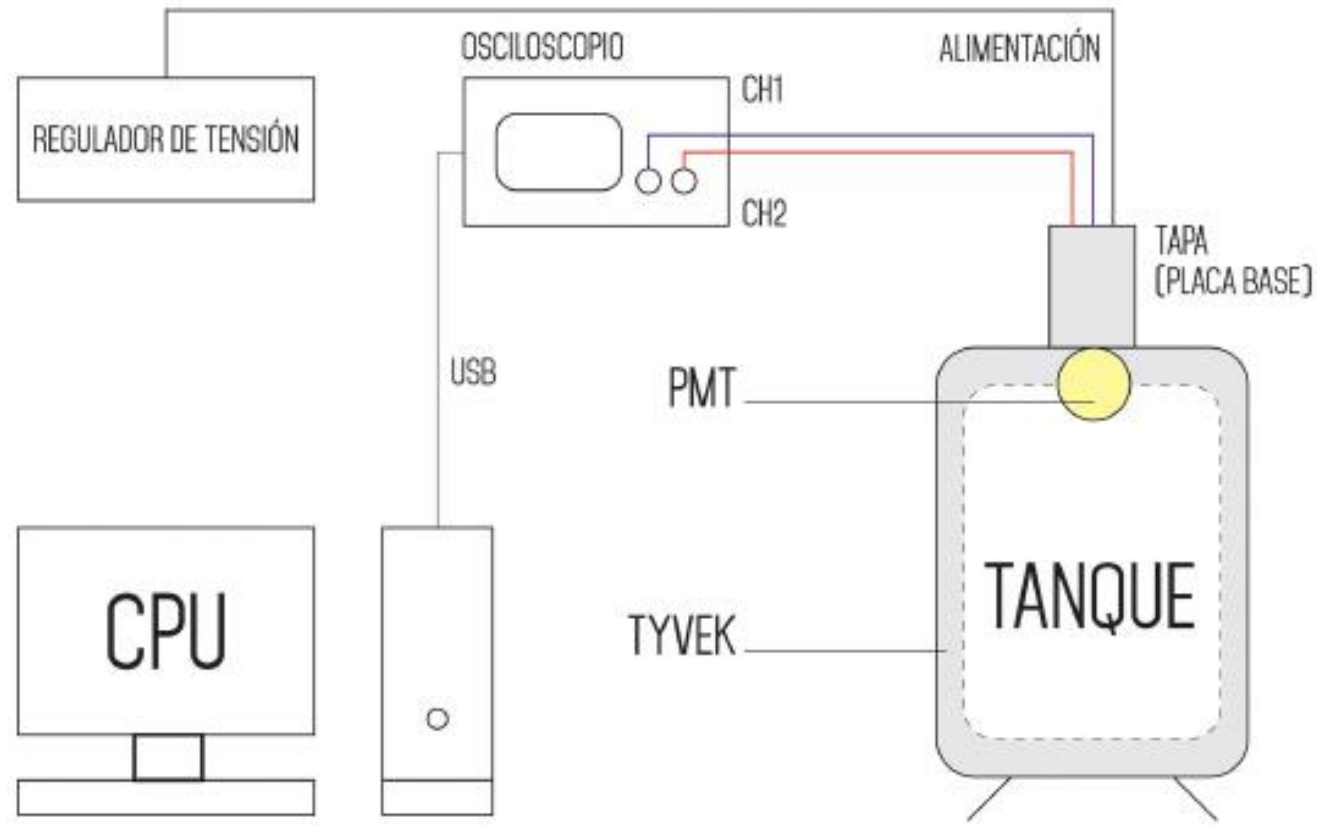 OSCILOSCOPIO
ALIMENTACIÓN
CH1
REGULADOR DE TENSIÓN
CH2
TAPA
(PLACA BASE)
USB
PMT
CPU
TYVEK
TANQUE